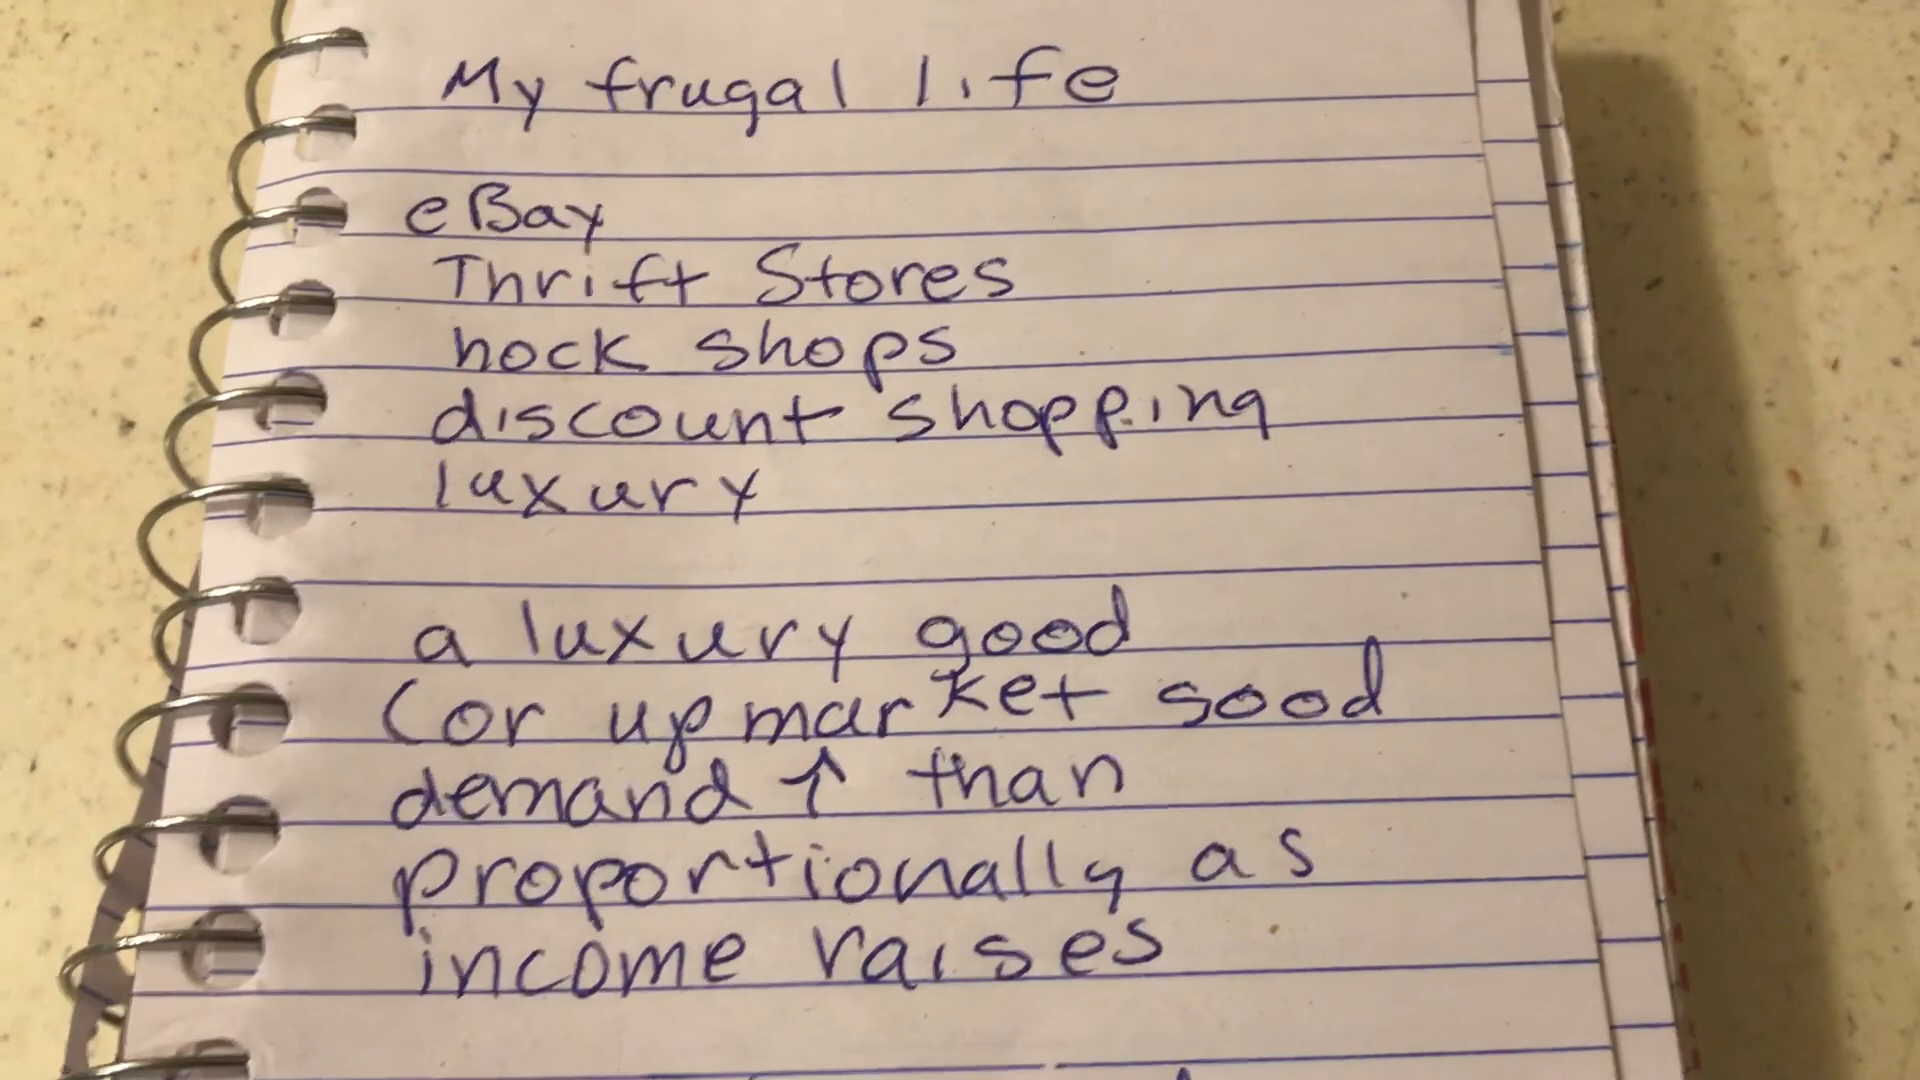 My frugal life
eBay
Thrift Stores
hock shops
discount shopping
luxury
a luxury good
(or upmarket good
demand ↑ than
proportionally as
income raises